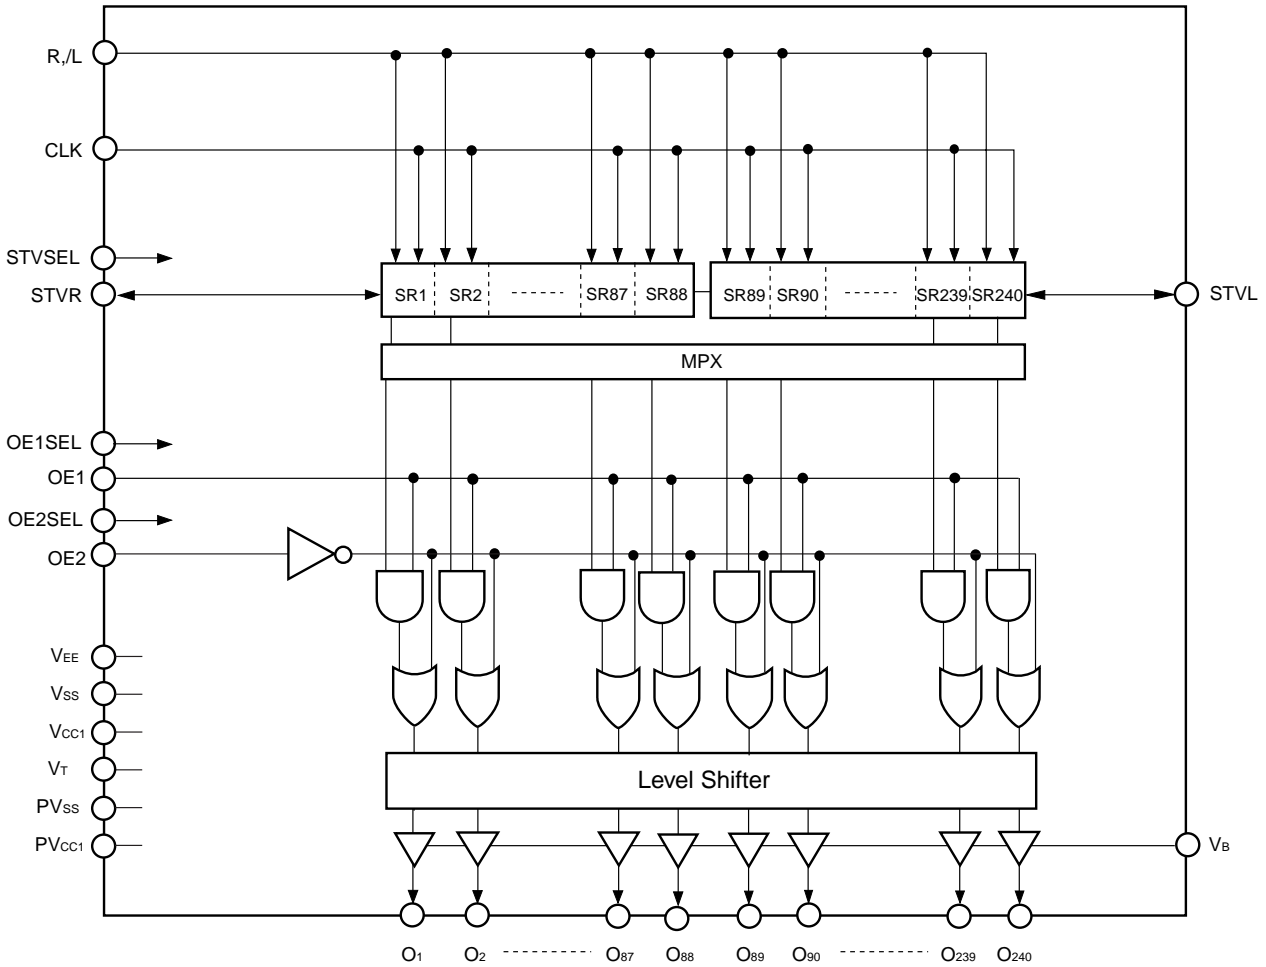 R,/L
CLK
STVSEL
STVR
SR1 SR2 SR87 SR88 SR89 SR90 SR239 SR240
STVL
MPX
OE1SEL
OE1
OE2SEL
OE2
VEE
VSS
VCC1
VT
Level Shifter
PVSS
PVCC1
VB
O1 O2 O87 O88 O89 O90 O239 O240